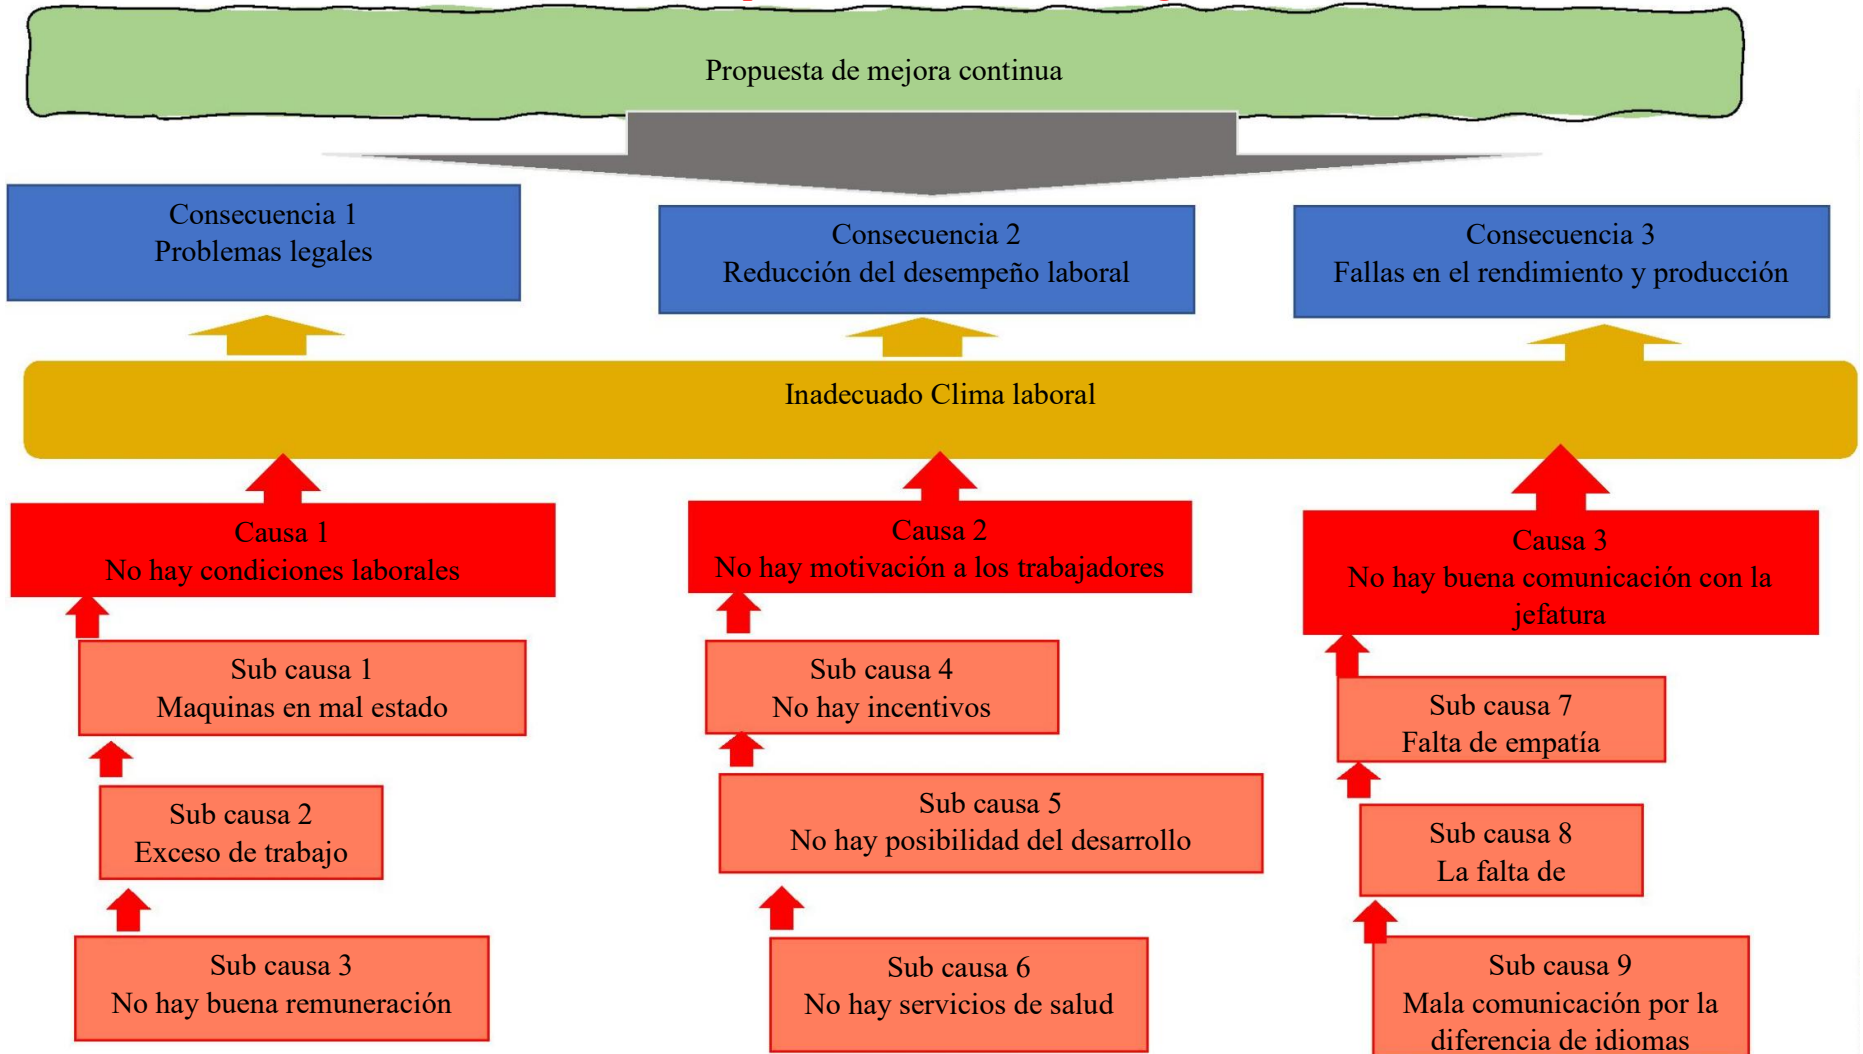 Propuesta de mejora continua
Consecuencia 1
Problemas legales
Consecuencia 2
Reducción del desempeño laboral
Consecuencia 3
Fallas en el rendimiento y producción
Inadecuado Clima laboral
Causa 1
No hay condiciones laborales
Causa 2
No hay motivación a los trabajadores
Causa 3
No hay buena comunicación con la
jefatura
Sub causa 1
Maquinas en mal estado
Sub causa 4
No hay incentivos
Sub causa 7
Falta de empatía
Sub causa 2
Exceso de trabajo
Sub causa 5
No hay posibilidad del desarrollo
Sub causa 8
La falta de
Sub causa 3
No hay buena remuneración
Sub causa 6
No hay servicios de salud
Sub causa 9
Mala comunicación por la
diferencia de idiomas